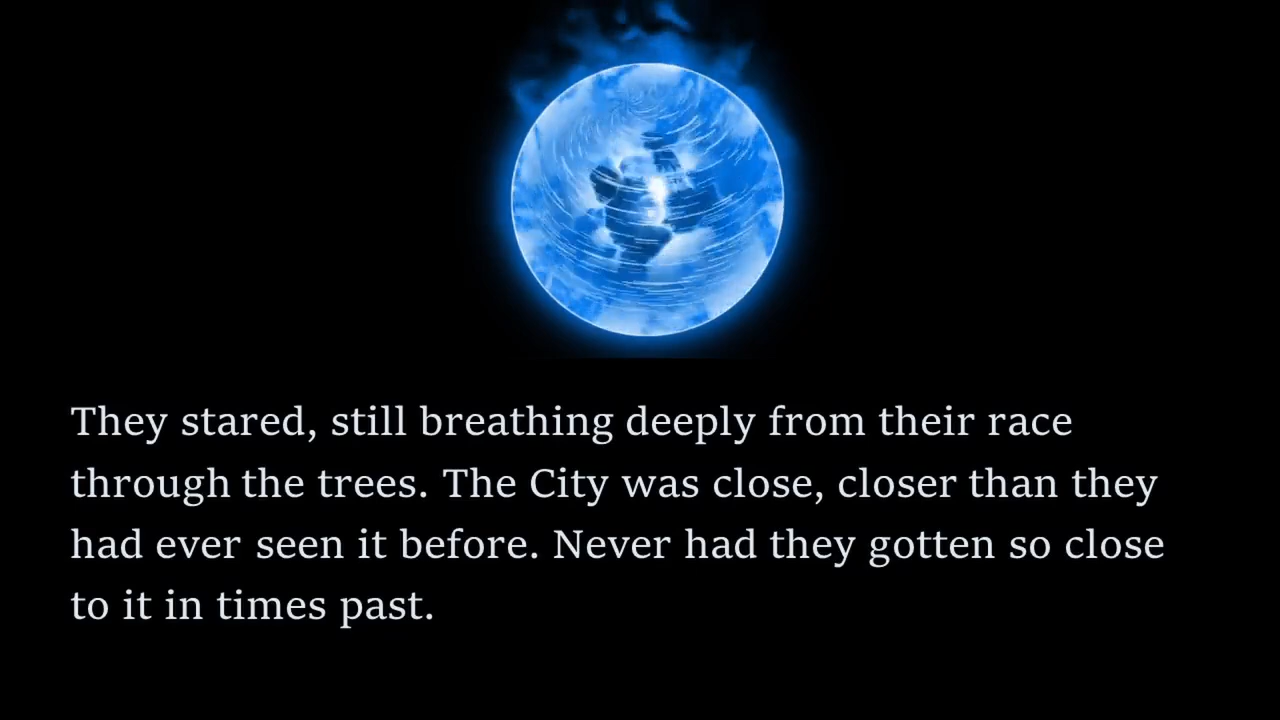 They stared, still breathing deeply from their race
through the trees. The City was close, closer than they
had ever seen it before. Never had they gotten so close
to it in times past.